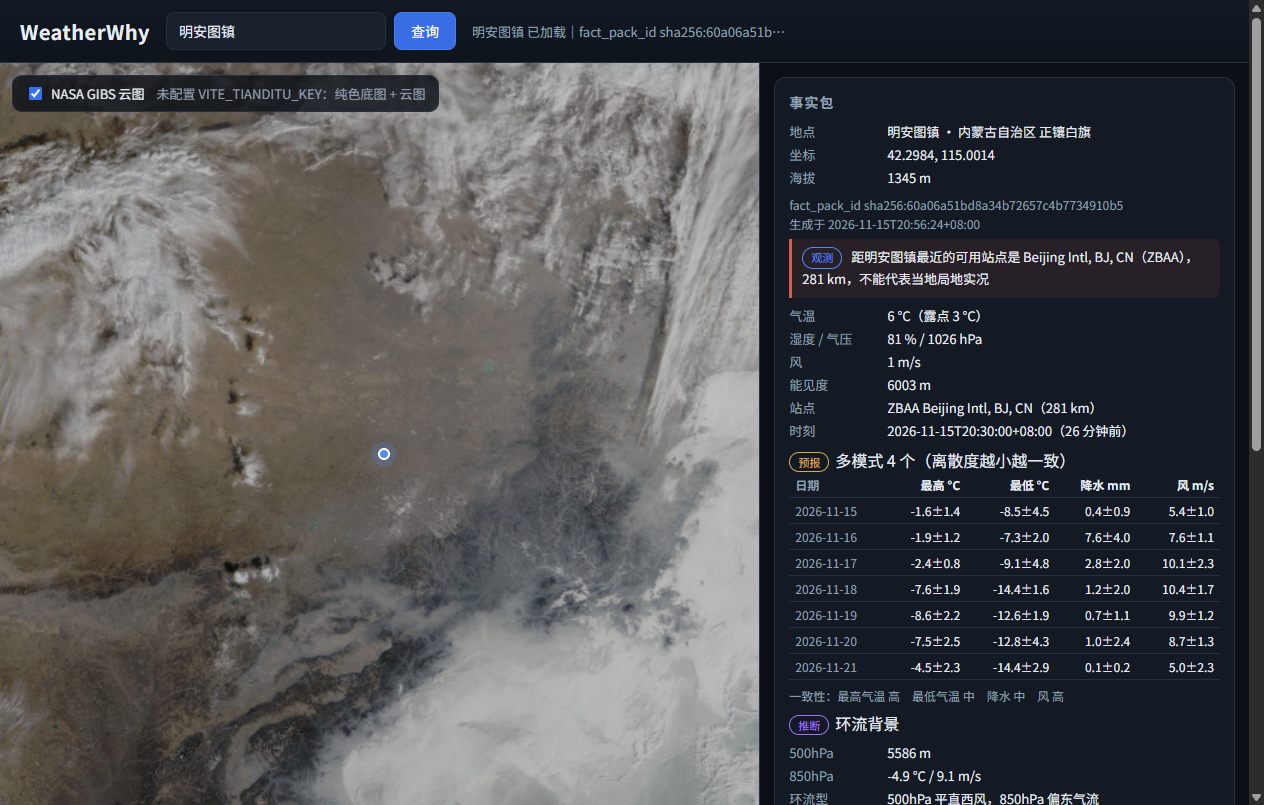 WeatherWhy 明安图镇 查询 明安图镇 已加载｜fact_pack_id sha256:60a06a51b…
NASA GIBS 云图 未配置 VITE_TIANDITU_KEY：纯色底图 + 云图
事实包
地点 明安图镇 · 内蒙古自治区 正镶白旗
坐标 42.2984, 115.0014
海拔 1345 m
fact_pack_id sha256:60a06a51bd8a34b72657c4b7734910b5
生成于 2026-11-15T20:56:24+08:00
观测 距明安图镇最近的可用站点是 Beijing Intl, BJ, CN（ZBAA），
281 km，不能代表当地局地实况
气温 6 °C（露点 3 °C）
湿度 / 气压 81 % / 1026 hPa
风 1 m/s
能见度 6003 m
站点 ZBAA Beijing Intl, BJ, CN（281 km）
时刻 2026-11-15T20:30:00+08:00（26 分钟前）
预报 多模式 4 个（离散度越小越一致）
日期 最高 °C 最低 °C 降水 mm 风 m/s
2026-11-15 -1.6±1.4 -8.5±4.5 0.4±0.9 5.4±1.0
2026-11-16 -1.9±1.2 -7.3±2.0 7.6±4.0 7.6±1.1
2026-11-17 -2.4±0.8 -9.1±4.8 2.8±2.0 10.1±2.3
2026-11-18 -7.6±1.9 -14.4±1.6 1.2±2.0 10.4±1.7
2026-11-19 -8.6±2.2 -12.6±1.9 0.7±1.1 9.9±1.2
2026-11-20 -7.5±2.5 -12.8±4.3 1.0±2.4 8.7±1.3
2026-11-21 -4.5±2.3 -14.4±2.9 0.1±0.2 5.0±2.3
一致性：最高气温 高 最低气温 中 降水 中 风 高
推断 环流背景
500hPa 5586 m
850hPa -4.9 °C / 9.1 m/s
环流型 500hPa 平直西风，850hPa 偏东气流